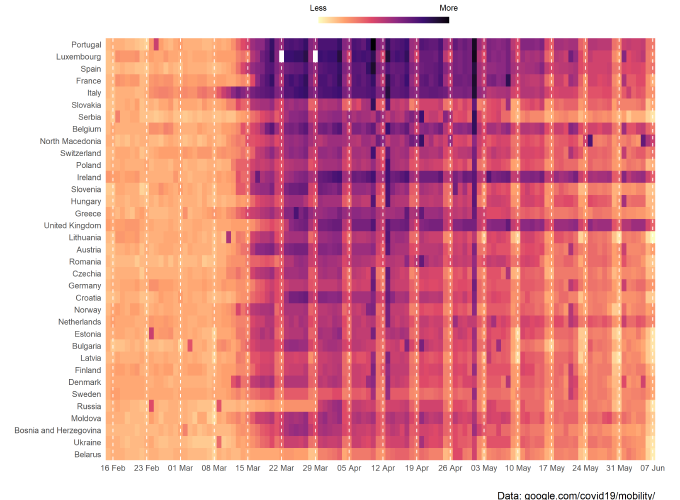 Less More
Portugal
Luxembourg
Spain
France
Italy
Slovakia
Serbia
Belgium
North Macedonia
Switzerland
Poland
Ireland
Slovenia
Hungary
Greece
United Kingdom
Lithuania
Austria
Romania
Czechia
Germany
Croatia
Norway
Netherlands
Estonia
Bulgaria
Latvia
Finland
Denmark
Sweden
Russia
Moldova
Bosnia and Herzegovina
Ukraine
Belarus
16 Feb 23 Feb 01 Mar 08 Mar 15 Mar 22 Mar 29 Mar 05 Apr 12 Apr 19 Apr 26 Apr 03 May 10 May 17 May 24 May 31 May 07 Jun
Data: google.com/covid19/mobility/